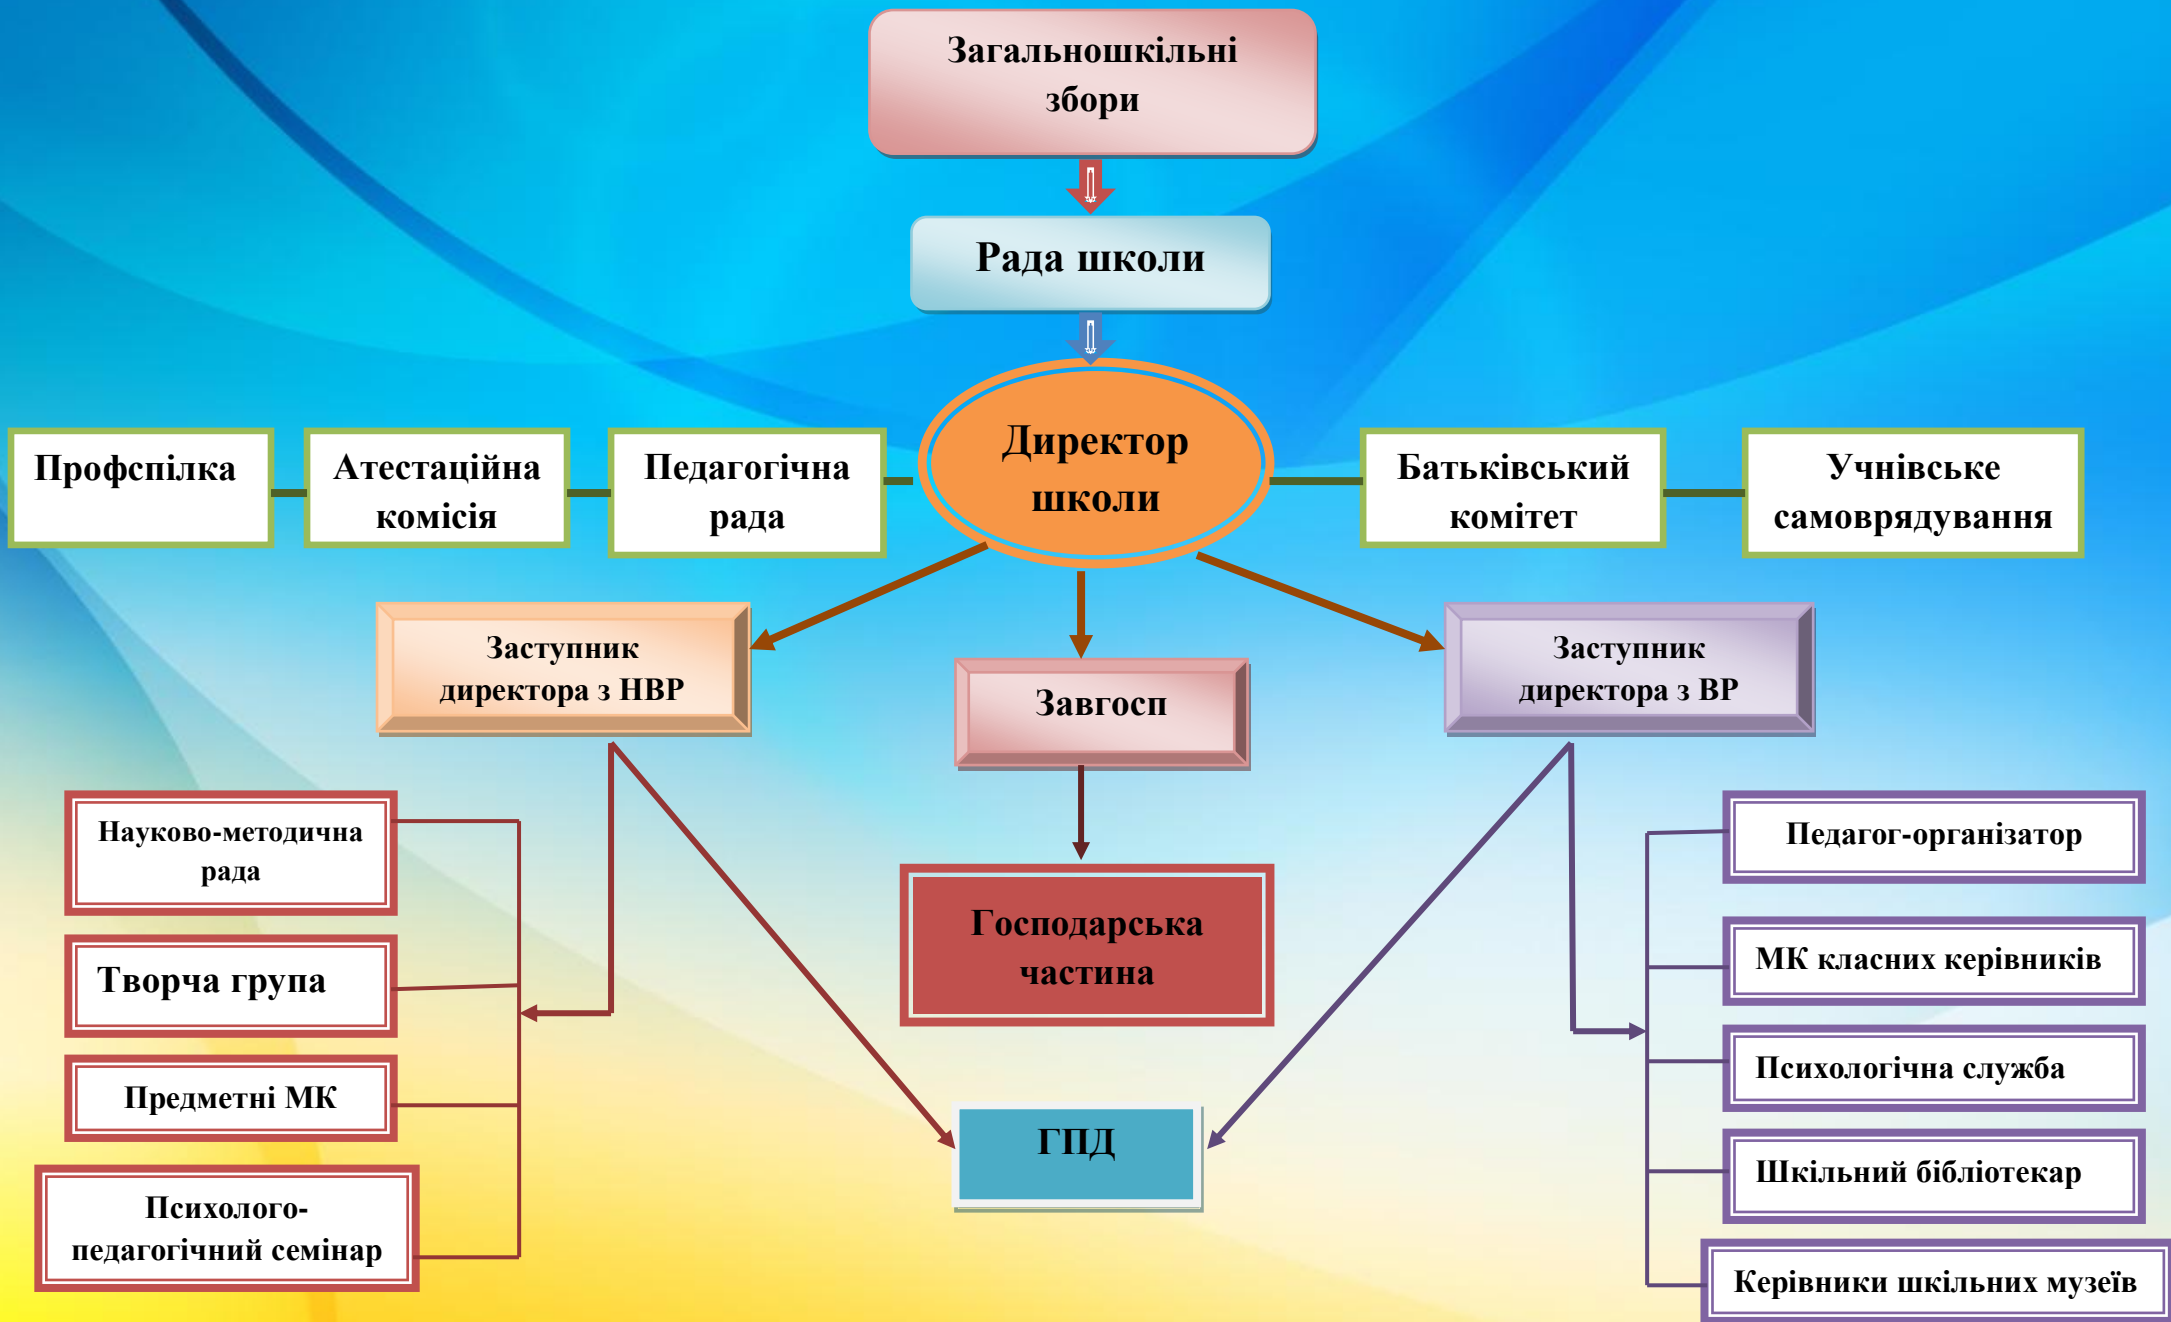 Загальношкільні
збори
Рада школи
Директор
школи
Профспілка
Атестаційна
комісія
Педагогічна
рада
Батьківський
комітет
Учнівське
самоврядування
Заступник
директора з НВР
Завгосп
Заступник
директора з ВР
Науково-методична
рада
Творча група
Предметні МК
Психолого-
педагогічний семінар
Господарська
частина
ГПД
Педагог-організатор
МК класних керівників
Психологічна служба
Шкільний бібліотекар
Керівники шкільних музеїв